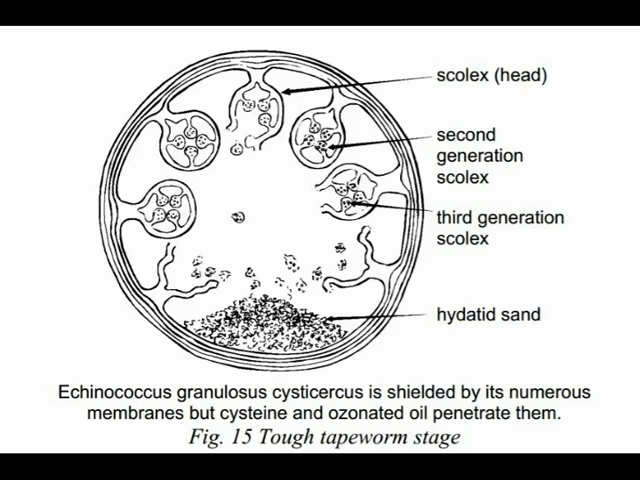 scolex (head)
second
generation
scolex
third generation
scolex
hydatid sand
Echinococcus granulosus cysticercus is shielded by its numerous
membranes but cysteine and ozonated oil penetrate them.
Fig. 15 Tough tapeworm stage